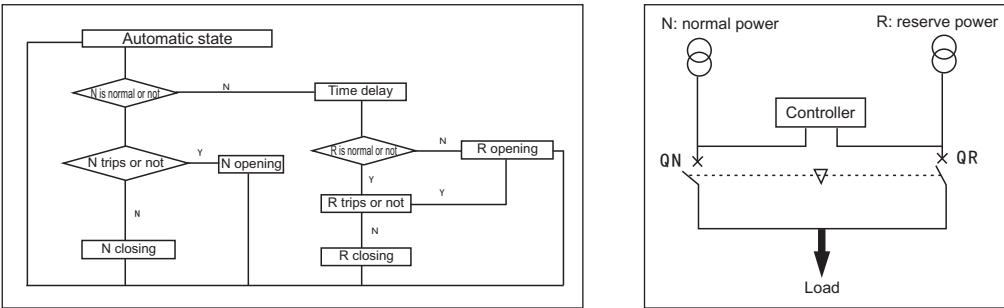 Automatic state
N is normal or not
N
Time delay
N trips or not
Y
N opening
R is normal or not
N
R opening
Y
R trips or not
Y
N
N
N closing
R closing
N: normal power
R: reserve power
Controller
QN
QR
Load